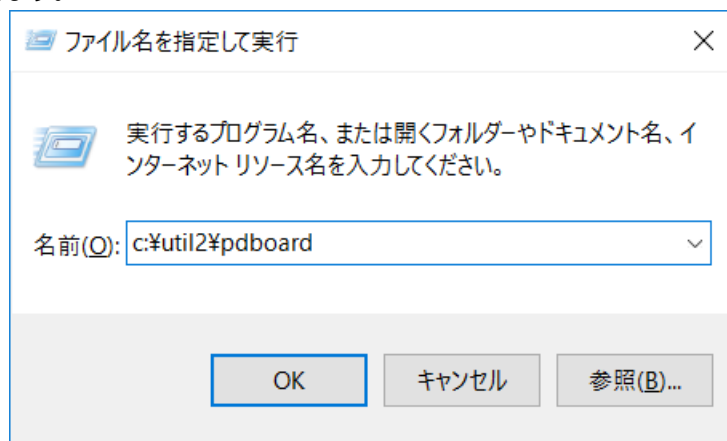 ファイル名を指定して実行
実行するプログラム名、または開くフォルダーやドキュメント名、イ
ンターネット リソース名を入力してください。
名前(O): c:¥util2¥pdboard
OK キャンセル 参照(B)...